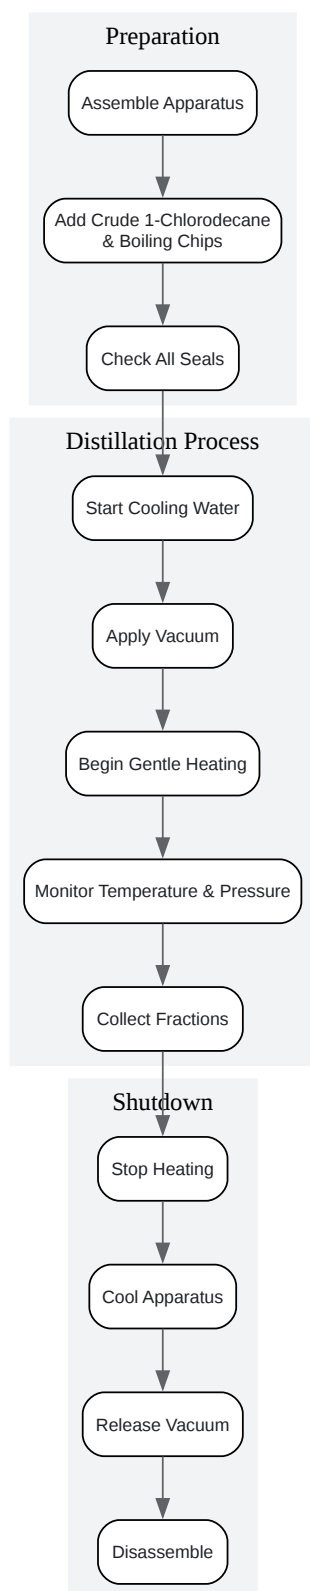 Preparation
Assemble Apparatus
Add Crude 1-Chlorodecane
& Boiling Chips
Check All Seals
Distillation Process
Start Cooling Water
Apply Vacuum
Begin Gentle Heating
Monitor Temperature & Pressure
Collect Fractions
Shutdown
Stop Heating
Cool Apparatus
Release Vacuum
Disassemble